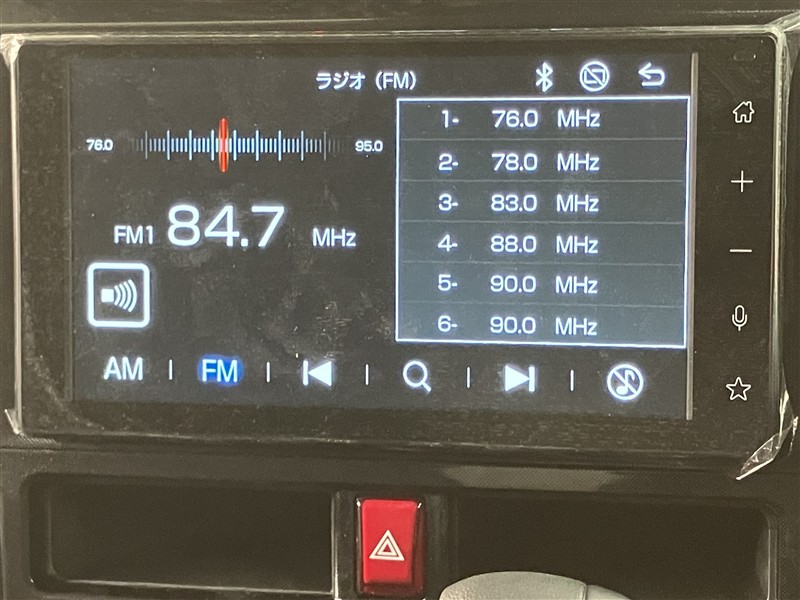 ラジオ（FM）
76.0 95.0
FM1 84.7 MHz
1- 76.0 MHz
2- 78.0 MHz
3- 83.0 MHz
4- 88.0 MHz
5- 90.0 MHz
6- 90.0 MHz
AM | FM | | | |